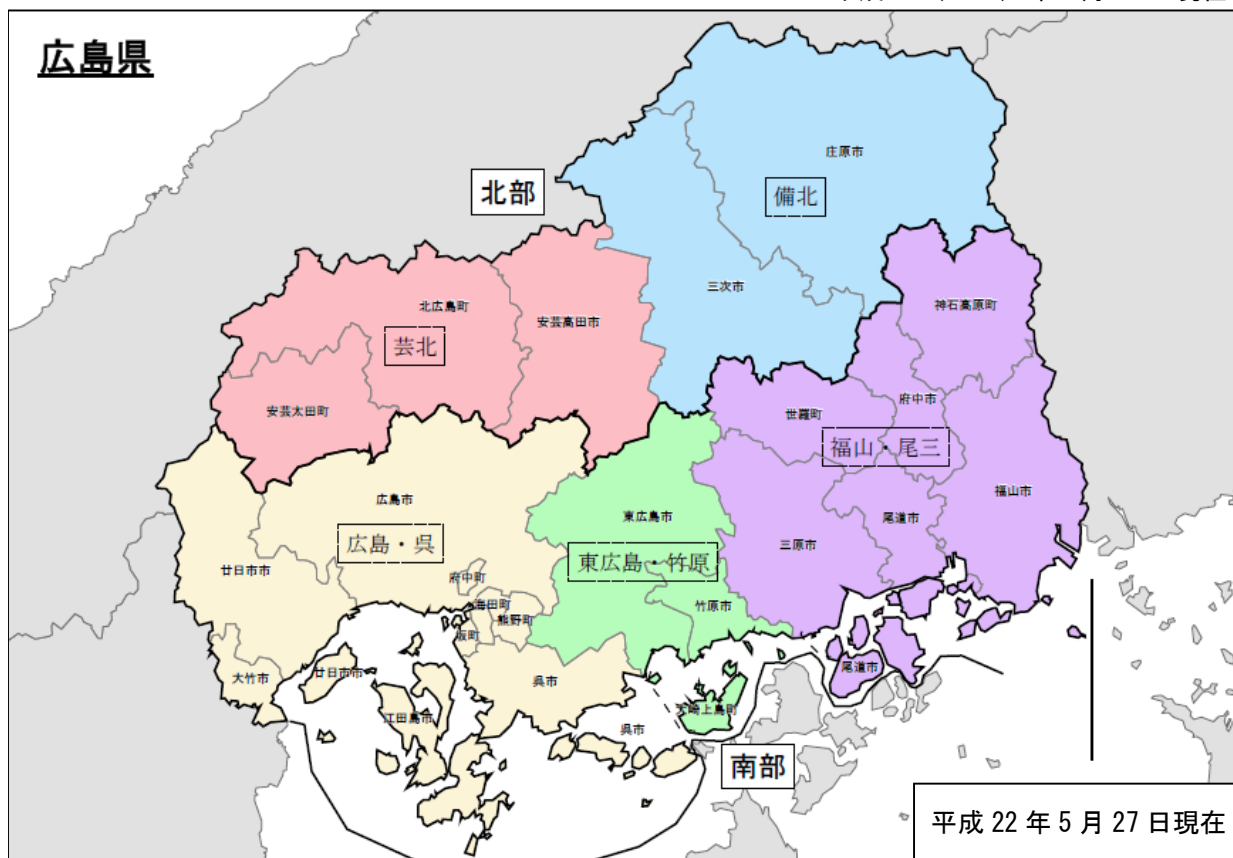 広島県
庄原市
北部
備北
三次市
神石高原町
北広島町
安芸高田市
芸北
安芸太田町
世羅町
府中市
福山・尾三
福山市
広島市
東広島市
尾道市
三原市
広島・呉
東広島・竹原
廿日市市
府中町
海田町
竹原市
熊野町
坂町
大竹市
廿日市市
呉市
尾道市
江田島市
大崎上島町
呉市
南部
平成 22 年 5 月 27 日現在